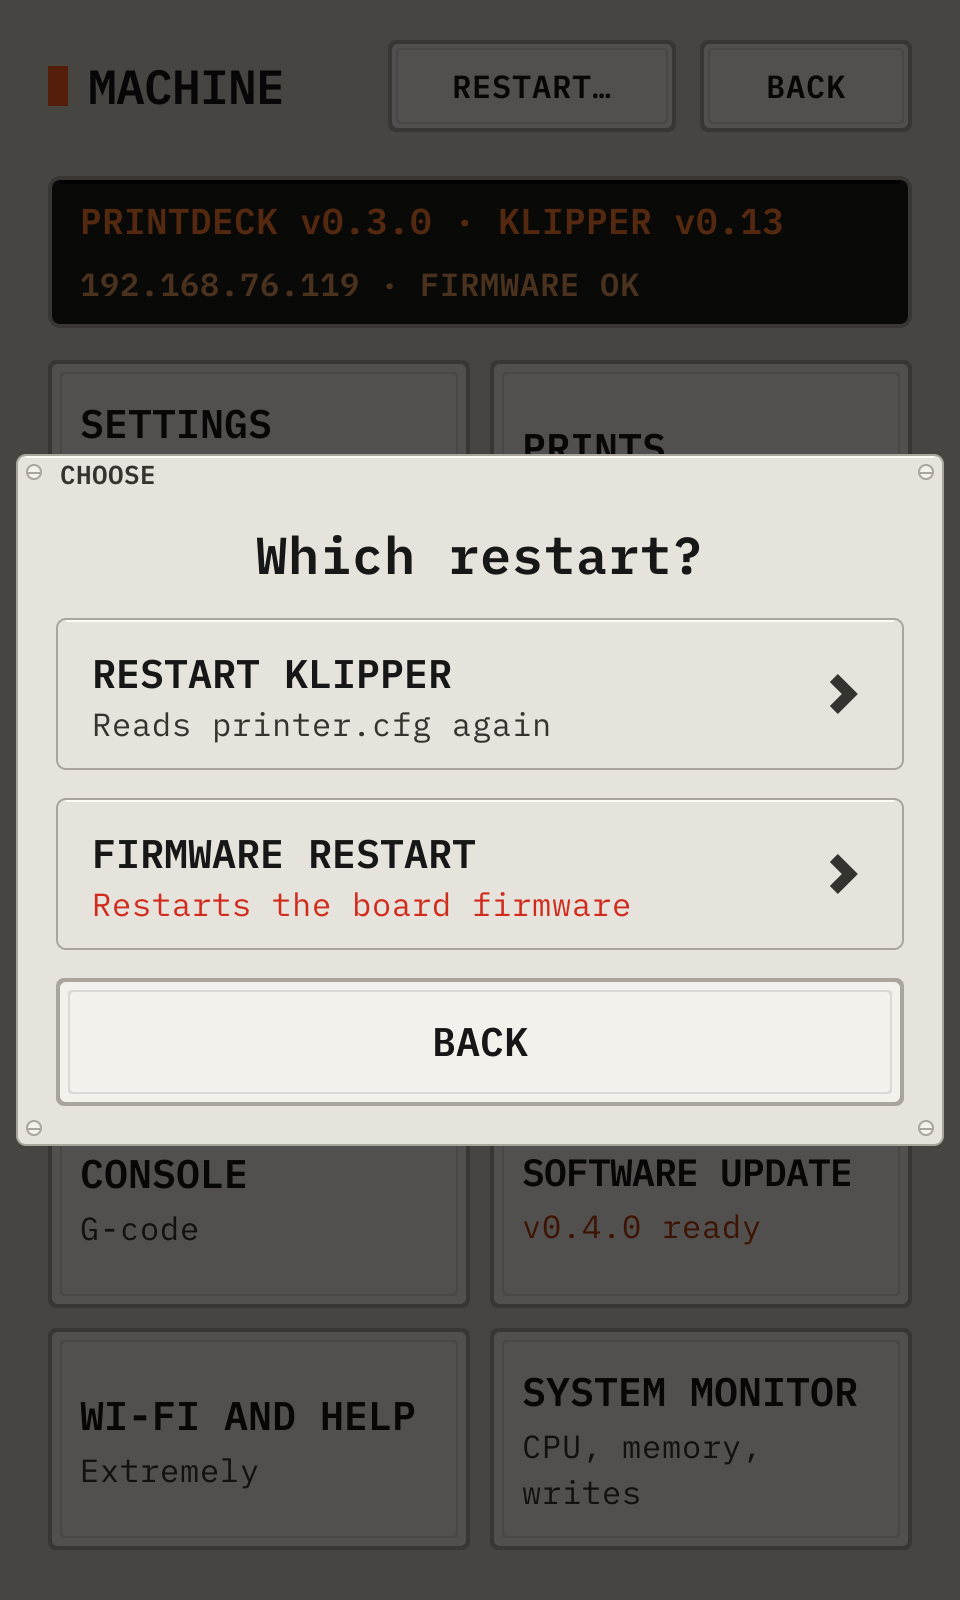 MACHINE
RESTART…
BACK
PRINTDECK v0.3.0 · KLIPPER v0.13
192.168.76.119 · FIRMWARE OK
SETTINGS
PRINTS
CHOOSE
Which restart?
RESTART KLIPPER
Reads printer.cfg again
FIRMWARE RESTART
Restarts the board firmware
BACK
CONSOLE
G-code
SOFTWARE UPDATE
v0.4.0 ready
WI-FI AND HELP
Extremely
SYSTEM MONITOR
CPU, memory,
writes